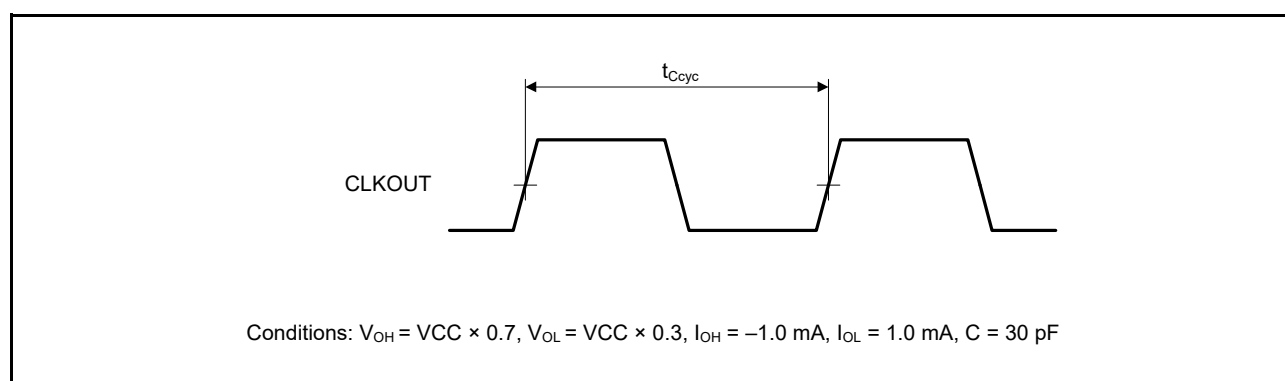 tCcyc
CLKOUT
Conditions: VOH = VCC × 0.7, VOL = VCC × 0.3, IOH = –1.0 mA, IOL = 1.0 mA, C = 30 pF